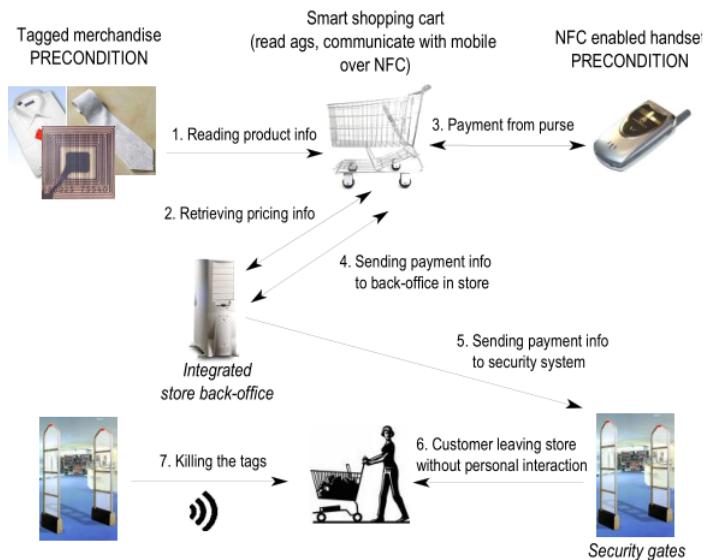 Tagged merchandise
PRECONDITION
Smart shopping cart
(read ags, communicate with mobile
over NFC)
NFC enabled handset
PRECONDITION
1. Reading product info
3. Payment from purse
2. Retrieving pricing info
4. Sending payment info
to back-office in store
Integrated
store back-office
5. Sending payment info
to security system
7. Killing the tags
6. Customer leaving store
without personal interaction
Security gates